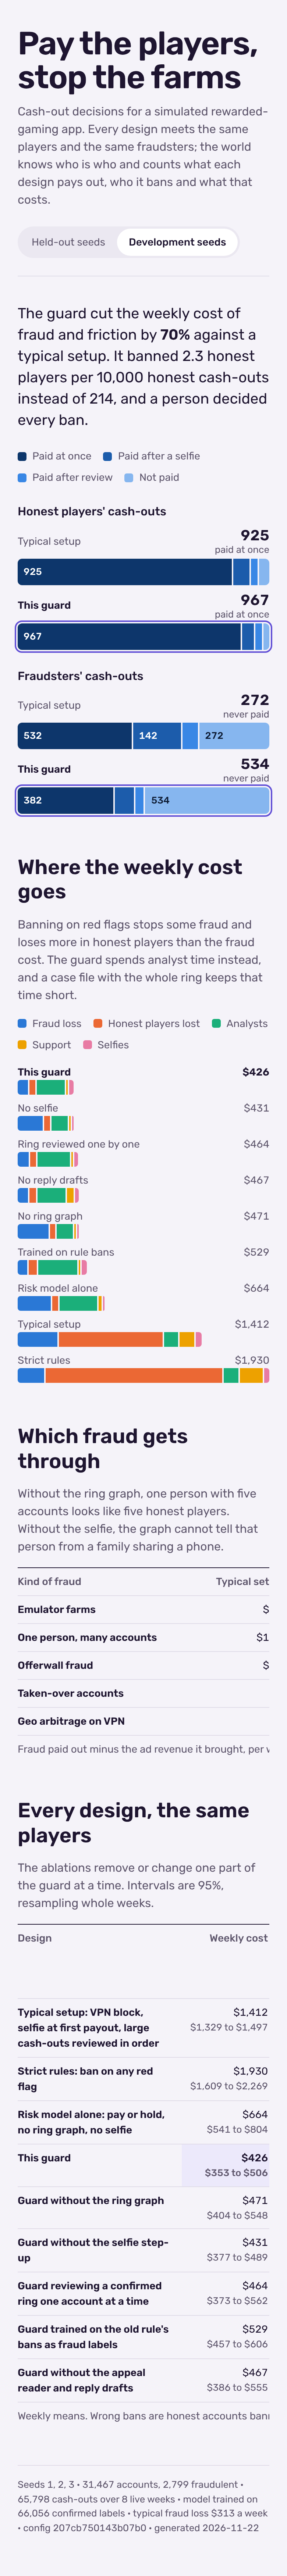 Pay the players,
stop the farms
Cash-out decisions for a simulated rewarded-
gaming app. Every design meets the same
players and the same fraudsters; the world
knows who is who and counts what each
design pays out, who it bans and what that
costs.
Held-out seeds
Development seeds
The guard cut the weekly cost of
fraud and friction by 70% against a
typical setup. It banned 2.3 honest
players per 10,000 honest cash-outs
instead of 214, and a person decided
every ban.
Paid at once
Paid after a selfie
Paid after review
Not paid
Honest players' cash-outs
Typical setup
925
paid at once
925
This guard
967
paid at once
967
Fraudsters' cash-outs
Typical setup
272
never paid
532
142
272
This guard
534
never paid
382
534
Where the weekly cost
goes
Banning on red flags stops some fraud and
loses more in honest players than the fraud
cost. The guard spends analyst time instead,
and a case file with the whole ring keeps that
time short.
Fraud loss
Honest players lost
Analysts
Support
Selfies
This guard $426
No selfie $431
Ring reviewed one by one $464
No reply drafts $467
No ring graph $471
Trained on rule bans $529
Risk model alone $664
Typical setup $1,412
Strict rules $1,930
Which fraud gets
through
Without the ring graph, one person with five
accounts looks like five honest players.
Without the selfie, the graph cannot tell that
person from a family sharing a phone.
Kind of fraud Typical set
Emulator farms $
One person, many accounts $1
Offerwall fraud $
Taken-over accounts
Geo arbitrage on VPN
Fraud paid out minus the ad revenue it brought, per
Every design, the same
players
The ablations remove or change one part of
the guard at a time. Intervals are 95%,
resampling whole weeks.
Design Weekly cost
Typical setup: VPN block,
selfie at first payout, large
cash-outs reviewed in order
$1,412
$1,329 to $1,497
Strict rules: ban on any red
flag
$1,930
$1,609 to $2,269
Risk model alone: pay or hold,
no ring graph, no selfie
$664
$541 to $804
This guard
$426
$353 to $506
Guard without the ring graph
$471
$404 to $548
Guard without the selfie step-
up
$431
$377 to $489
Guard reviewing a confirmed
ring one account at a time
$464
$373 to $562
Guard trained on the old rule's
bans as fraud labels
$529
$457 to $606
Guard without the appeal
reader and reply drafts
$467
$386 to $555
Weekly means. Wrong bans are honest accounts
Seeds 1, 2, 3 • 31,467 accounts, 2,799 fraudulent •
65,798 cash-outs over 8 live weeks • model trained on
66,056 confirmed labels • typical fraud loss $313 a week
• config 207cb750143b07b0 • generated 2026-11-22